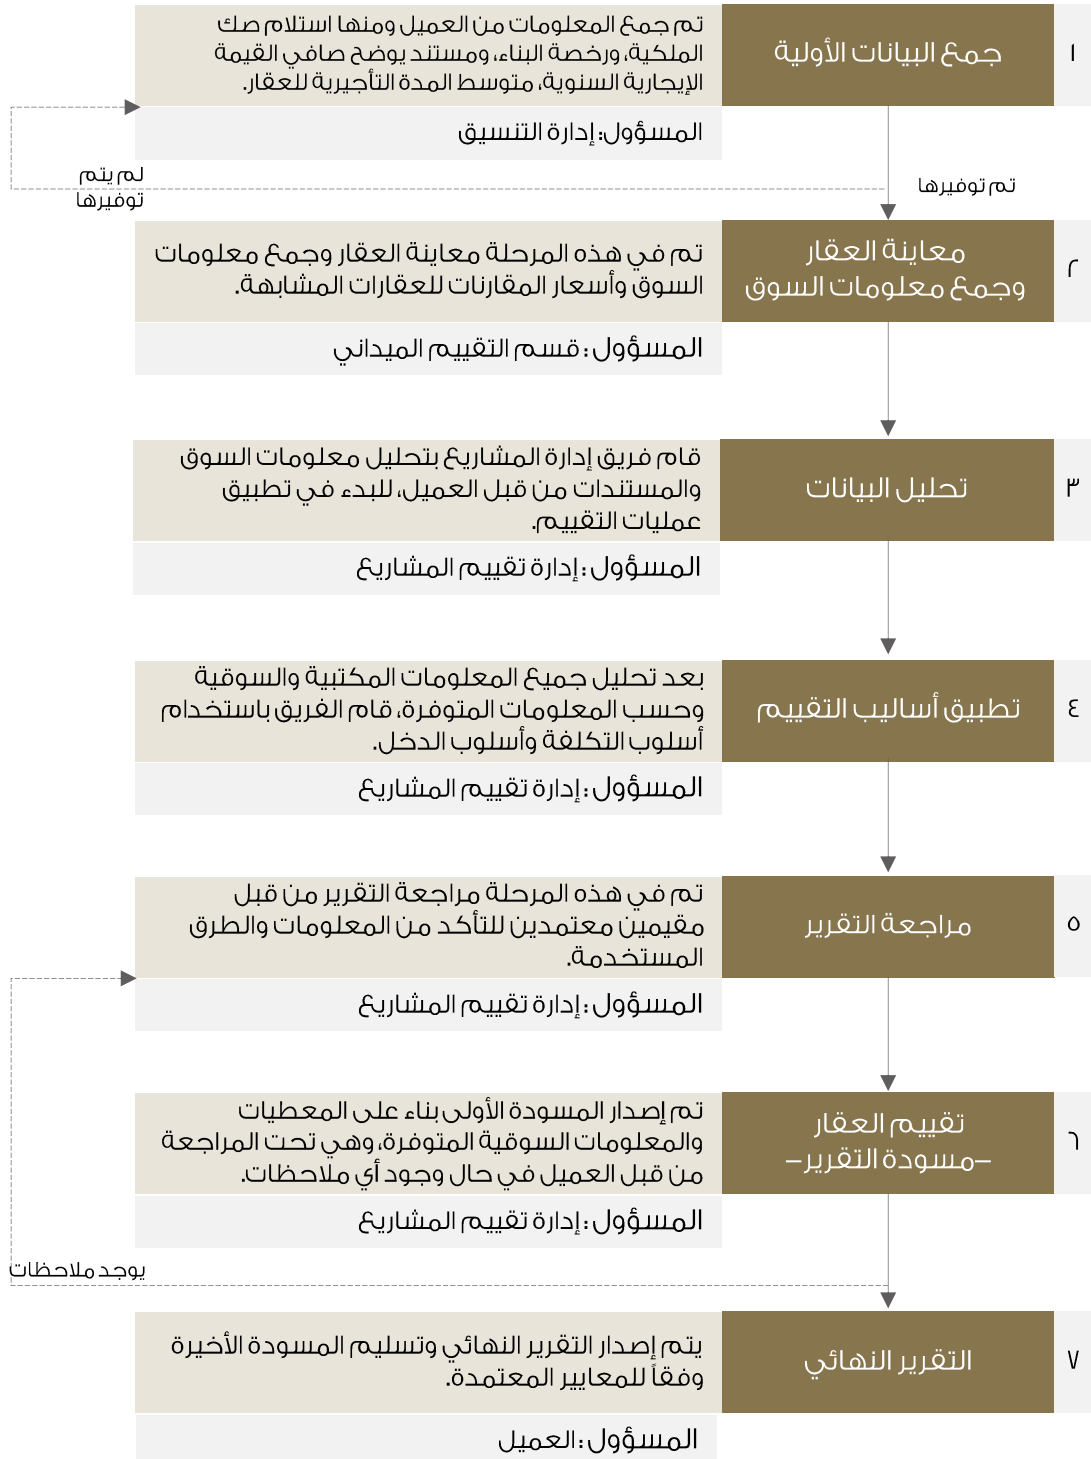 ١
جمع البيانات الأولية
تم جمع المعلومات من العميل ومنها استلام صك
الملكية، ورخصة البناء، ومستند يوضح صافي القيمة
الإيجارية السنوية، متوسط المدة التأجيرية للعقار.
المسؤول: إدارة التنسيق
تم توفيرها
لم يتم
توفيرها
٢
معاينة العقار
وجمع معلومات السوق
تم في هذه المرحلة معاينة العقار وجمع معلومات
السوق وأسعار المقارنات للعقارات المشابهة.
المسؤول : قسم التقييم الميداني
٣
تحليل البيانات
قام فريق إدارة المشاريع بتحليل معلومات السوق
والمستندات من قبل العميل، للبدء في تطبيق
عمليات التقييم.
المسؤول : إدارة تقييم المشاريع
٤
تطبيق أساليب التقييم
بعد تحليل جميع المعلومات المكتبية والسوقية
وحسب المعلومات المتوفرة، قام الفريق باستخدام
أسلوب التكلفة وأسلوب الدخل.
المسؤول : إدارة تقييم المشاريع
٥
مراجعة التقرير
تم في هذه المرحلة مراجعة التقرير من قبل
مقيمين معتمدين للتأكد من المعلومات والطرق
المستخدمة.
المسؤول : إدارة تقييم المشاريع
٦
تقييم العقار
–مسودة التقرير–
تم إصدار المسودة الأولى بناء على المعطيات
والمعلومات السوقية المتوفرة، وهي تحت المراجعة
من قبل العميل في حال وجود أي ملاحظات.
المسؤول : إدارة تقييم المشاريع
يوجد ملاحظات
٧
التقرير النهائي
يتم إصدار التقرير النهائي وتسليم المسودة الأخيرة
وفقاً للمعايير المعتمدة.
المسؤول : العميل